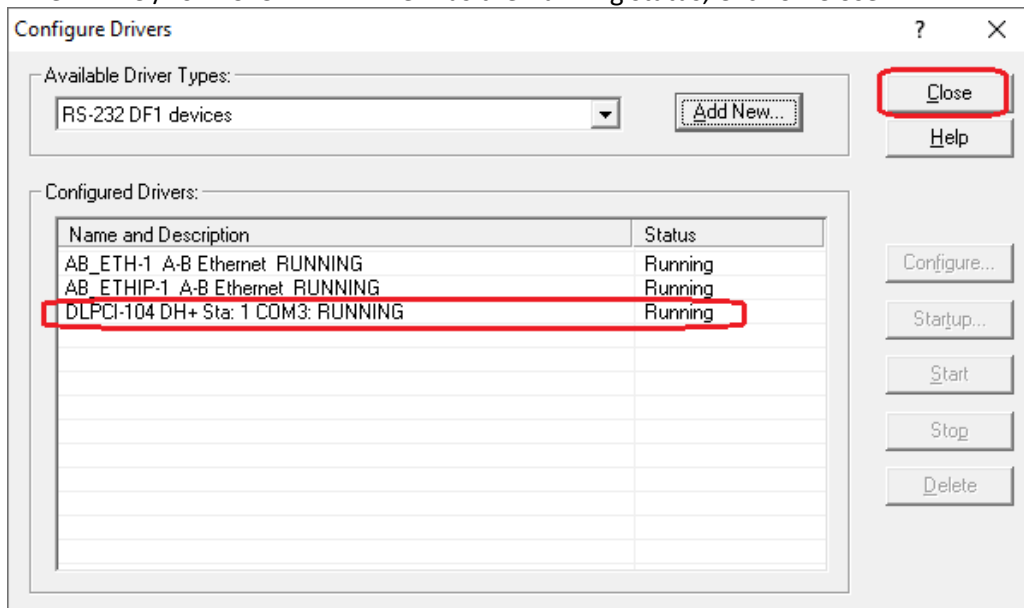 Configure Drivers
? X
Available Driver Types:
RS-232 DF1 devices
Add New...
Close
Help
Configured Drivers:
Name and Description Status
AB_ETH-1 A-B Ethernet RUNNING Running
AB_ETHIP-1 A-B Ethernet RUNNING Running
DLPCI-104 DH+ Sta: 1 COM3: RUNNING Running
Configure...
Startup...
Start
Stop
Delete